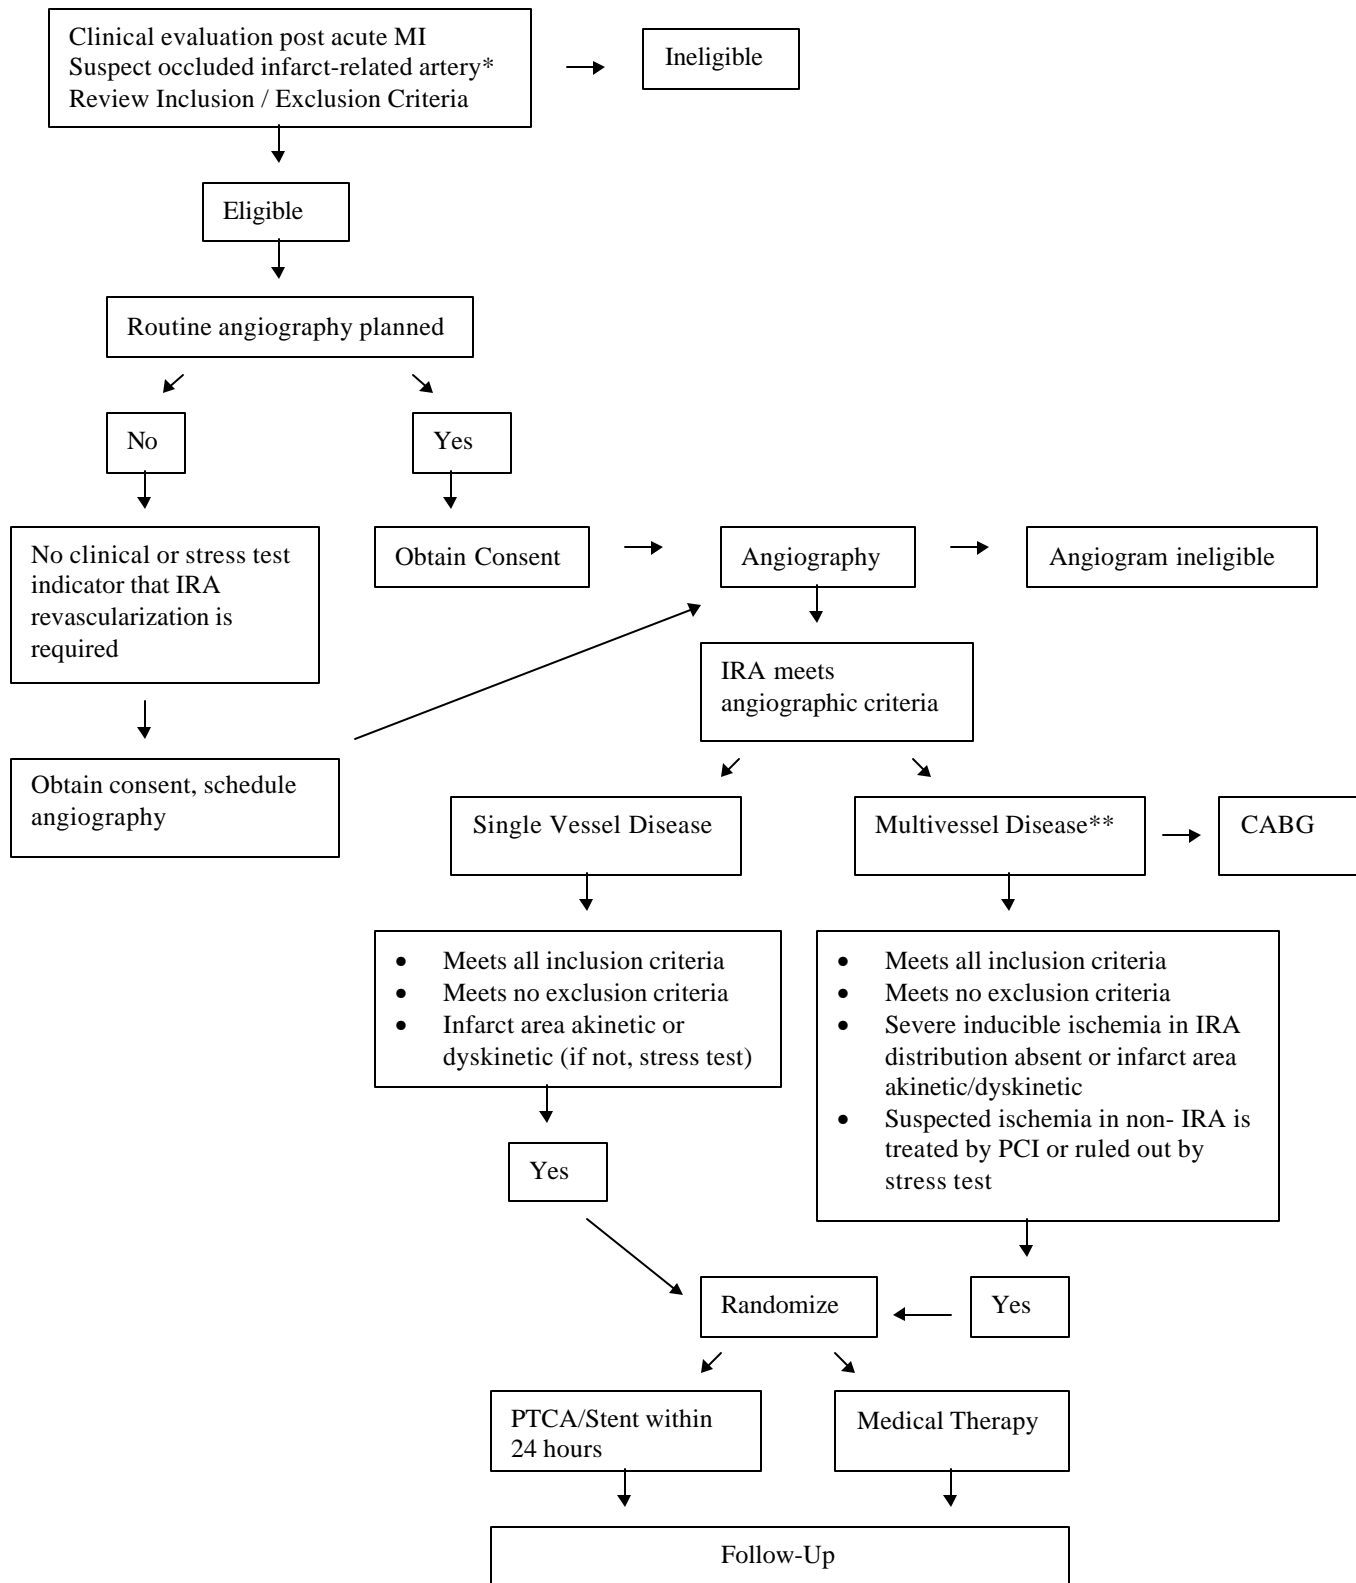 Clinical evaluation post acute MI
Suspect occluded infarct-related artery*
Review Inclusion / Exclusion Criteria
Ineligible
Eligible
Routine angiography planned
No
Yes
No clinical or stress test
indicator that IRA
revascularization is
required
Obtain Consent
Angiography
Angiogram ineligible
IRA meets
angiographic criteria
Obtain consent, schedule
angiography
Single Vessel Disease
Multivessel Disease**
CABG
• Meets all inclusion criteria
• Meets no exclusion criteria
• Infarct area akinetic or
dyskinetic (if not, stress test)
• Meets all inclusion criteria
• Meets no exclusion criteria
• Severe inducible ischemia in IRA
distribution absent or infarct area
akinetic/dyskinetic
• Suspected ischemia in non- IRA is
treated by PCI or ruled out by
stress test
Yes
Randomize
Yes
PTCA/Stent within
24 hours
Medical Therapy
Follow-Up